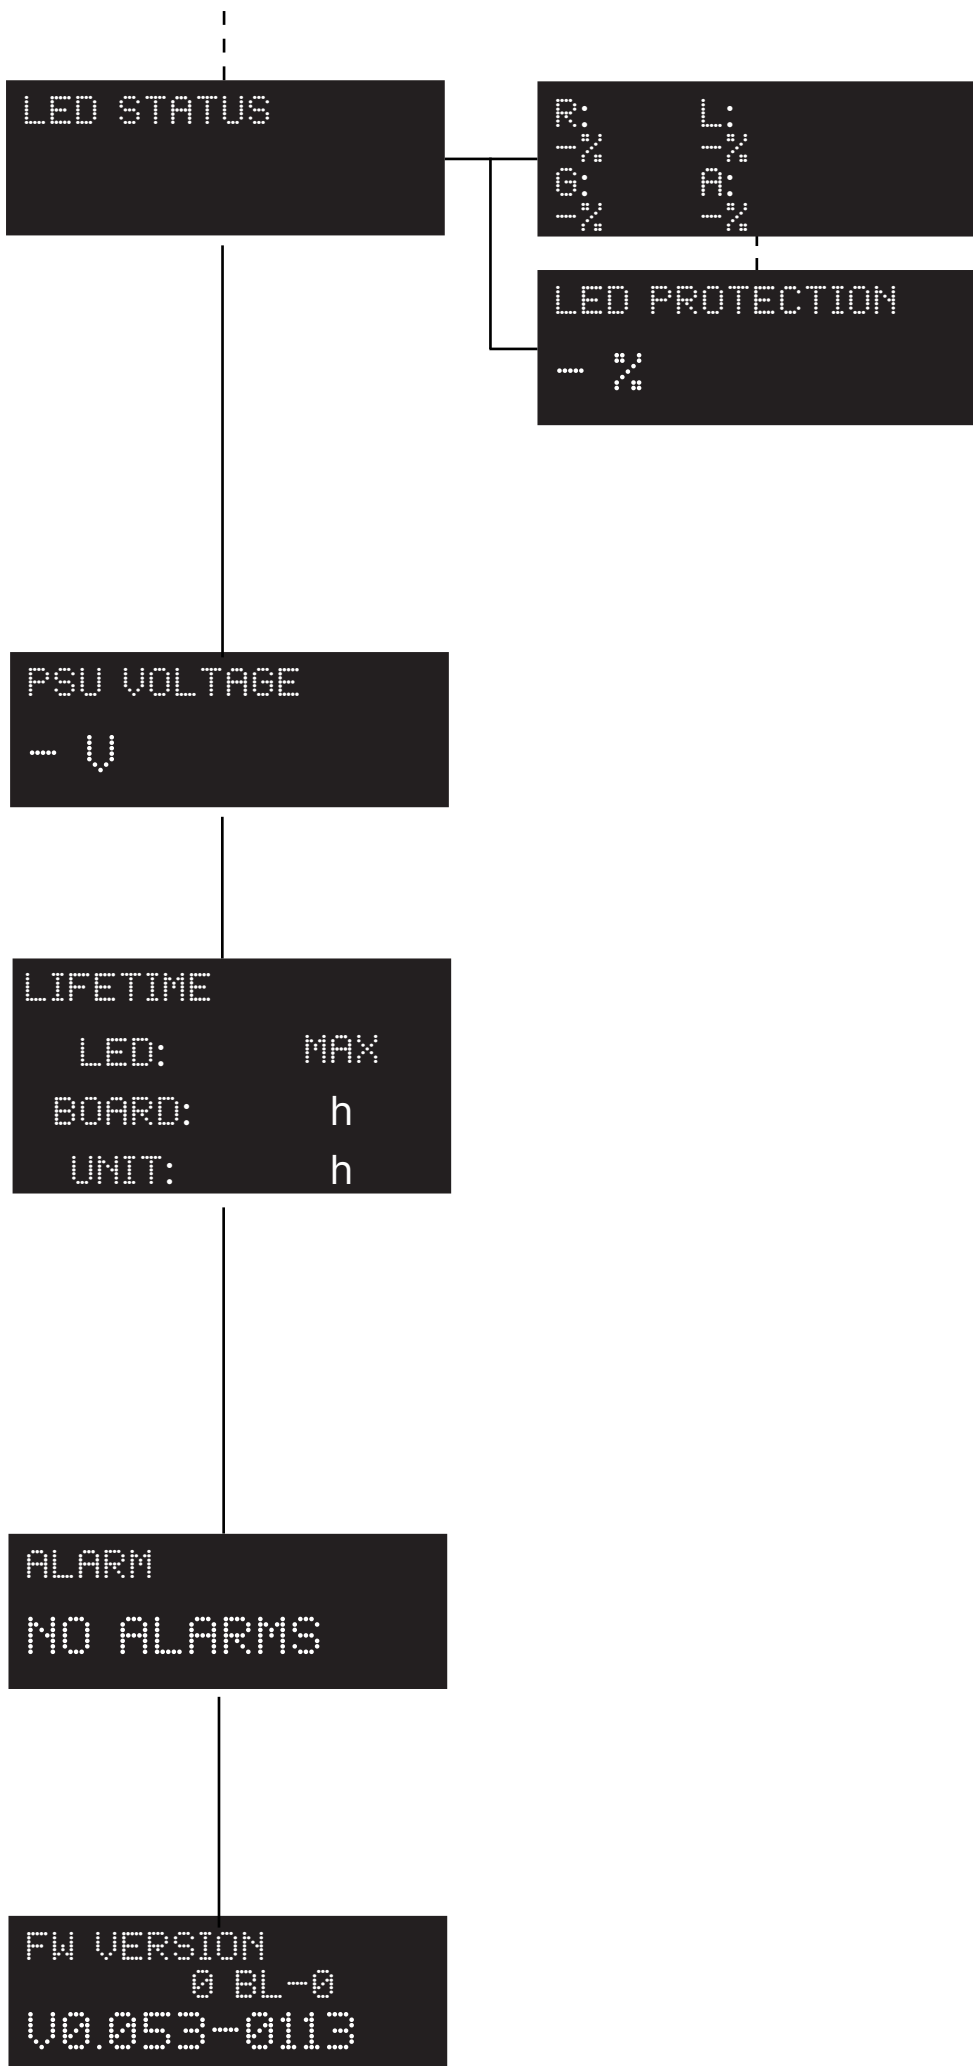 LED STATUS
R: L:
-% -%
G: A:
-% -%
LED PROTECTION
- %
PSU VOLTAGE
- V
LIFETIME
LED: MAX
BOARD: h
UNIT: h
ALARM
NO ALARMS
FW VERSION
0 BL-0
V0.053-0113